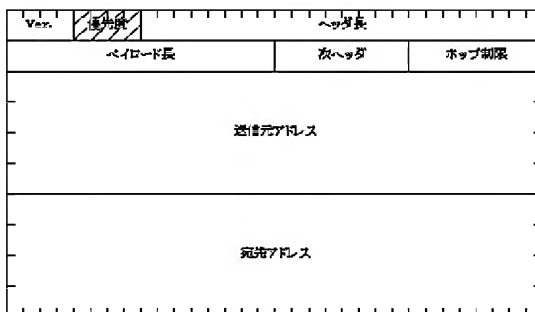 Ver.
優先度
ヘッダ長
ペイロード長
次ヘッダ
ホップ制限
送信元アドレス
宛先アドレス